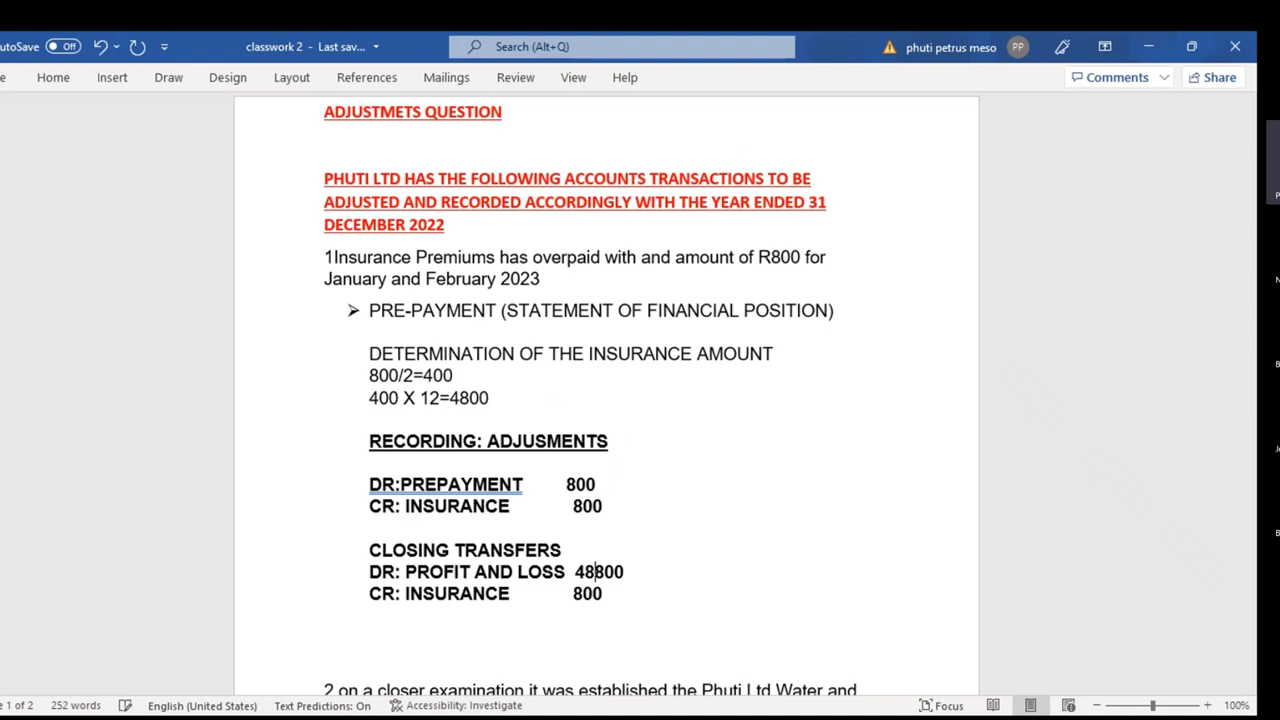 utoSave Off classwork 2 - Last sav... Search (Alt+Q) phuti petrus meso PP
e Home Insert Draw Design Layout References Mailings Review View Help Comments Share
ADJUSTMETS QUESTION
PHUTI LTD HAS THE FOLLOWING ACCOUNTS TRANSACTIONS TO BE
ADJUSTED AND RECORDED ACCORDINGLY WITH THE YEAR ENDED 31
DECEMBER 2022
1Insurance Premiums has overpaid with and amount of R800 for
January and February 2023
➢ PRE-PAYMENT (STATEMENT OF FINANCIAL POSITION)
DETERMINATION OF THE INSURANCE AMOUNT
800/2=400
400 X 12=4800
RECORDING: ADJUSMENTS
DR:PREPAYMENT 800
CR: INSURANCE 800
CLOSING TRANSFERS
DR: PROFIT AND LOSS 48800
CR: INSURANCE 800
2 on a closer examination it was established the Phuti Ltd Water and
1 of 2 252 words English (United States) Text Predictions: On Accessibility: Investigate Focus 100%